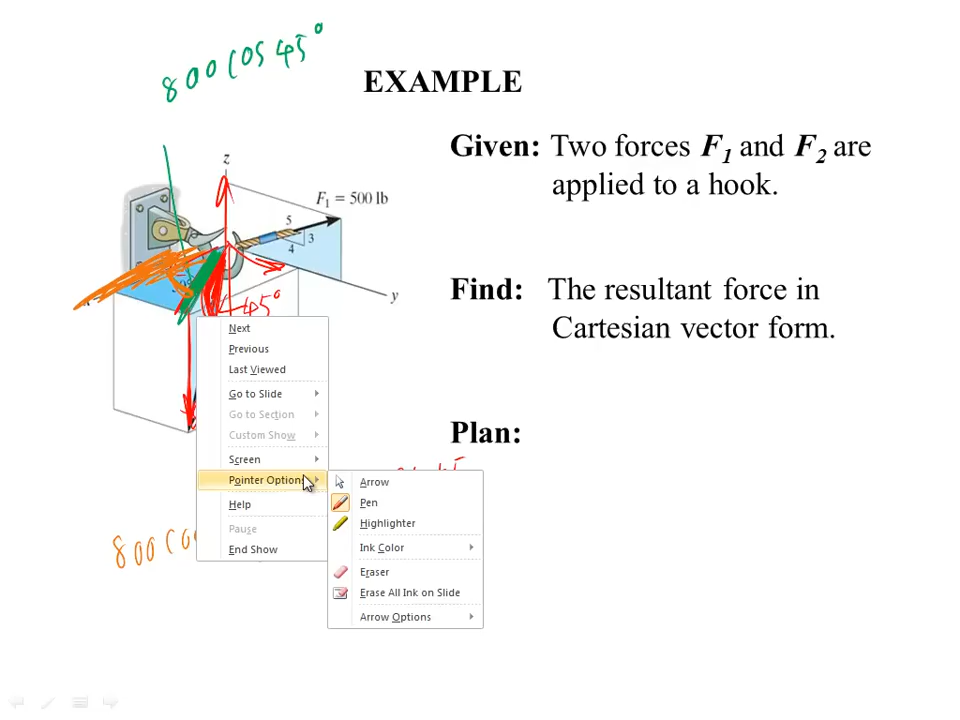 800 cos 45°
EXAMPLE
Given: Two forces F1 and F2 are
applied to a hook.
z
F1 = 500 lb
5
3
4
y
45°
Find: The resultant force in
Cartesian vector form.
Plan:
Next
Previous
Last Viewed
Go to Slide
Go to Section
Custom Show
Screen
Pointer Options
Help
Pause
End Show
Arrow
Pen
Highlighter
Ink Color
Eraser
Erase All Ink on Slide
Arrow Options
800 co